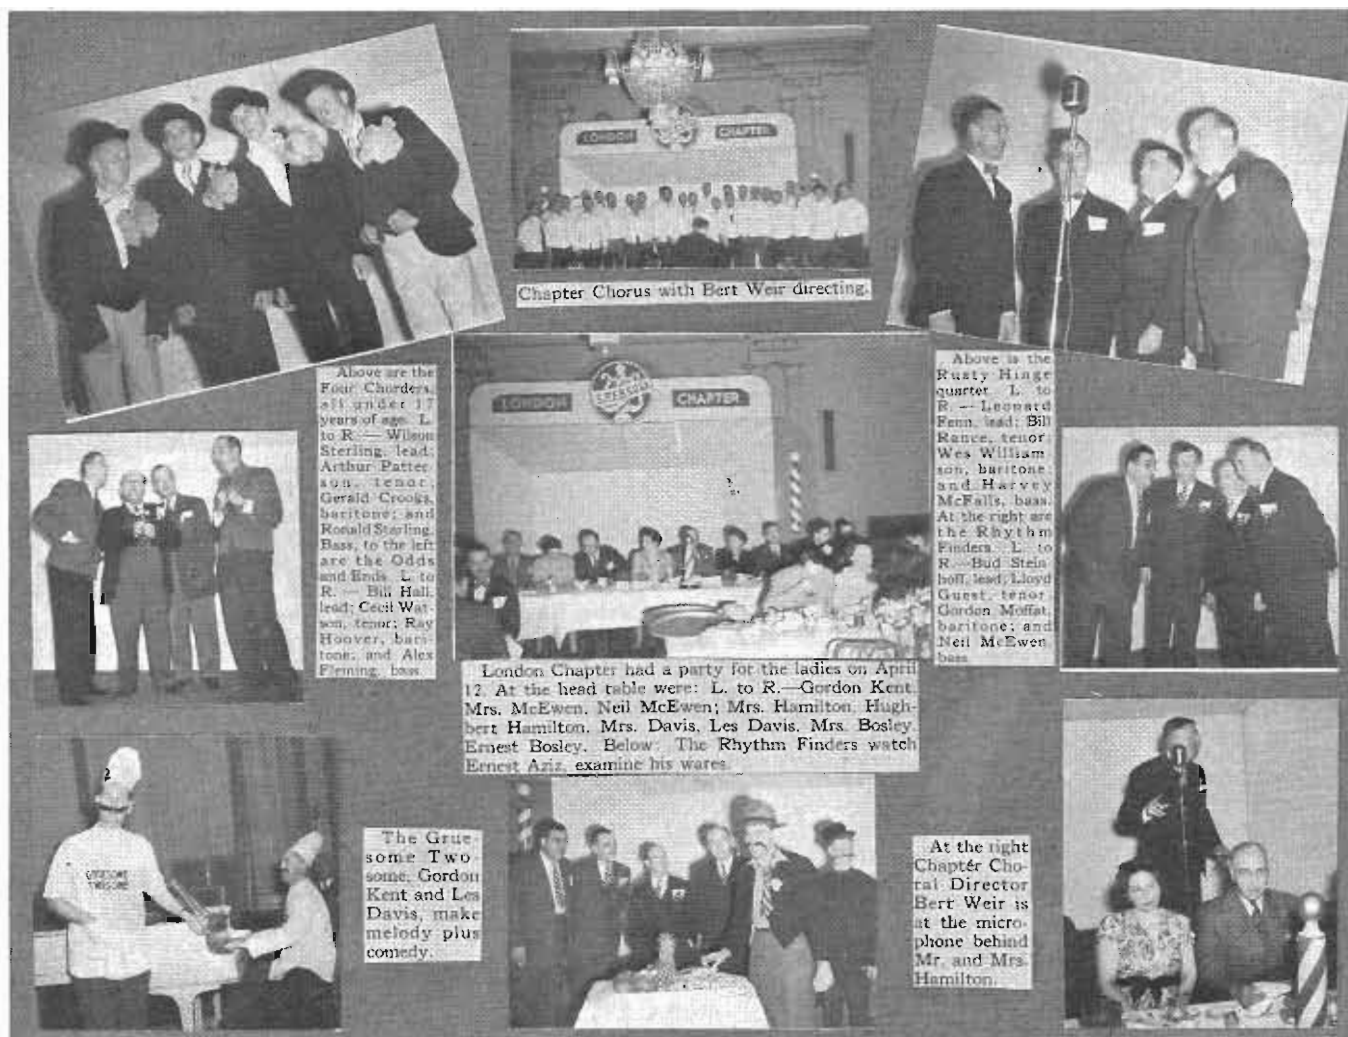 LONDON CHAPTER
Chapter Chorus with Bert Weir directing.
Above are the
Four Chorders,
all under 17
years of age. L.
to R. — Wilson
Sterling, lead;
Arthur Patter-
son, tenor,
Gerald Crooks,
baritone; and
Ronald Sterling,
Bass, to the left
are the Odds
and Ends. L. to
R. — Bill Hall,
lead; Cecil Wat-
son, tenor; Ray
Hoover, bari-
tone; and Alex
Fleming, bass.
LONDON CHAPTER
Above is the
Rusty Hinge
quartet. L. to
R. — Leonard
Fenn, lead; Bill
Rance, tenor,
Wes William-
son, baritone;
and Harvey
McFalls, bass.
At the right are
the Rhythm
Finders. L. to
R.—Bud Stein-
hoff, lead; Lloyd
Guest, tenor,
Gordon Moffat,
baritone; and
Neil McEwen,
bass.
London Chapter had a party for the ladies on April
12. At the head table were: L. to R.—Gordon Kent,
Mrs. McEwen, Neil McEwen; Mrs. Hamilton, Hugh-
bert Hamilton, Mrs. Davis, Les Davis, Mrs. Bosley,
Ernest Bosley. Below: The Rhythm Finders watch
Ernest Aziz, examine his wares.
GRUESOME
TWOSOME
The Grue-
some Two-
some, Gordon
Kent and Les
Davis, make
melody plus
comedy.
At the right
Chapter Cho-
ral Director
Bert Weir is
at the micro-
phone behind
Mr. and Mrs.
Hamilton.